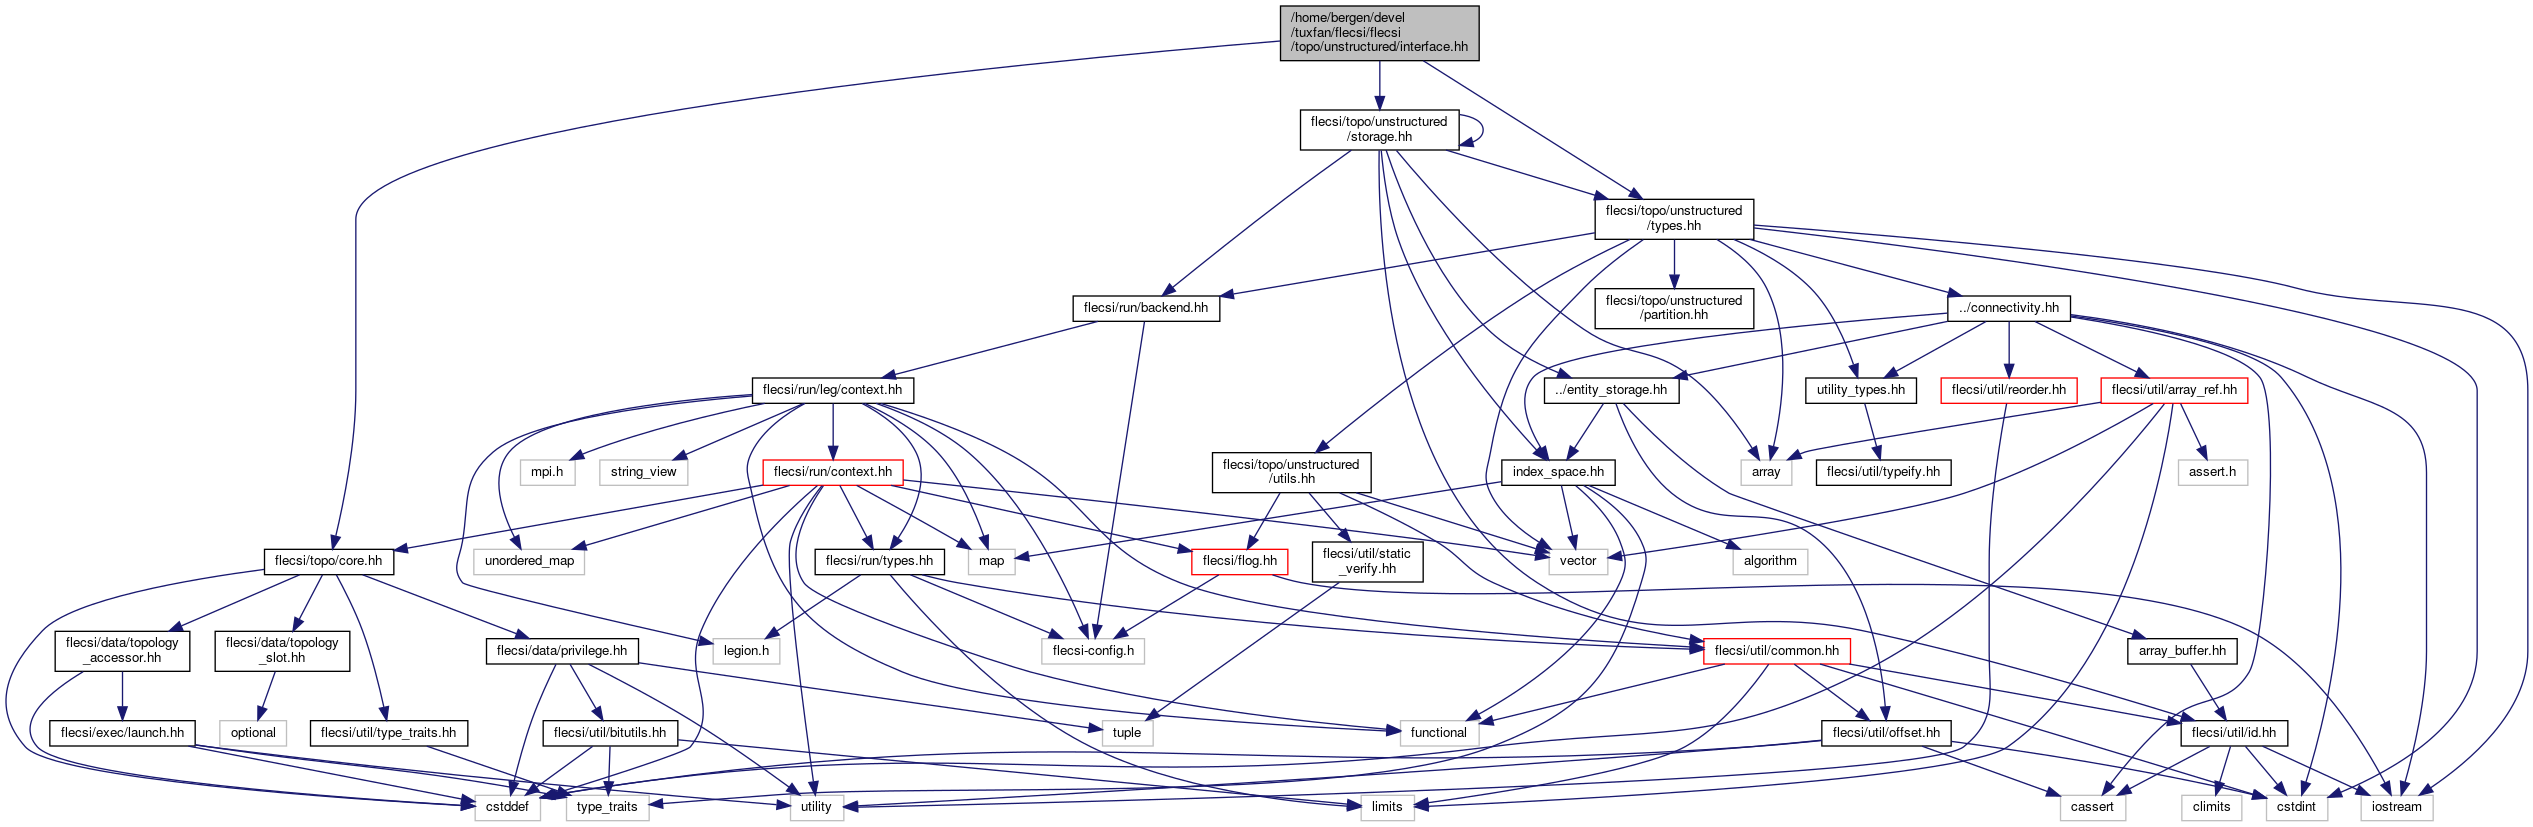 /home/bergen/devel
/tuxfan/flecsi/flecsi
/topo/unstructured/interface.hh
flecsi/topo/unstructured
/storage.hh
flecsi/topo/unstructured
/types.hh
flecsi/run/backend.hh
flecsi/topo/unstructured
/partition.hh
../connectivity.hh
flecsi/run/leg/context.hh
../entity_storage.hh
utility_types.hh
flecsi/util/reorder.hh
flecsi/util/array_ref.hh
mpi.h
string_view
flecsi/run/context.hh
flecsi/topo/unstructured
/utils.hh
index_space.hh
array
flecsi/util/typeify.hh
assert.h
flecsi/topo/core.hh
unordered_map
flecsi/run/types.hh
map
flecsi/flog.hh
flecsi/util/static
_verify.hh
vector
algorithm
flecsi/data/topology
_accessor.hh
flecsi/data/topology
_slot.hh
flecsi/data/privilege.hh
legion.h
flecsi-config.h
flecsi/util/common.hh
array_buffer.hh
flecsi/exec/launch.hh
optional
flecsi/util/type_traits.hh
flecsi/util/bitutils.hh
tuple
functional
flecsi/util/offset.hh
flecsi/util/id.hh
cstddef
type_traits
utility
limits
cassert
climits
cstdint
iostream